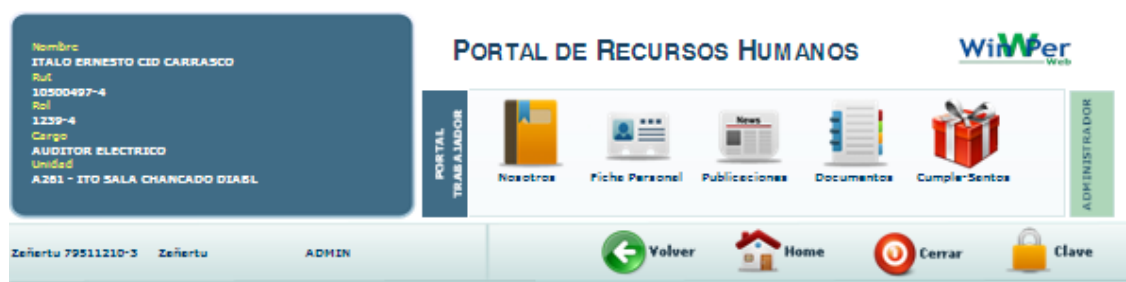 Nombre
ITALO ERNESTO CID CARRASCO
Rut
10500497-4
Rol
1239-4
Cargo
AUDITOR ELECTRICO
Unidad
A281 - ITO SALA CHANCADO DIABL
PORTAL DE RECURSOS HUMANOS
WinWPer
Web
PORTAL
TRABAJADOR
News
Nosotros
Ficha Personal
Publicaciones
Documentos
Cumple-Santos
ADMINISTRADOR
Zeñertu 79511210-3 Zeñertu ADMIN
Volver
Home
Cerrar
Clave